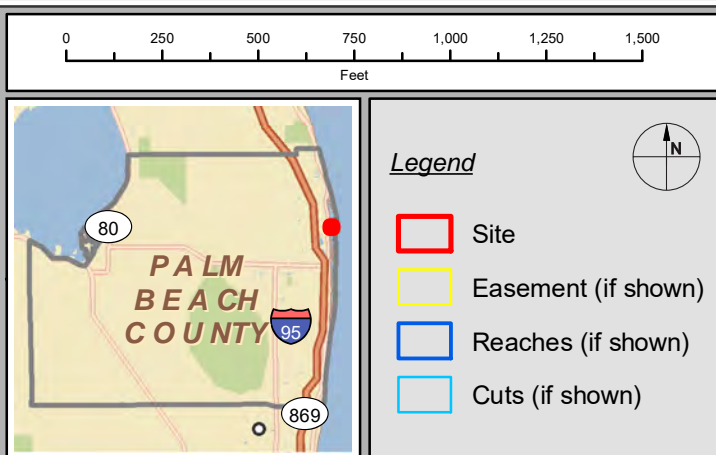 0 250 500 750 1,000 1,250 1,500
Feet
80
PALM
BEACH
COUNTY
95
869
Legend
N
Site
Easement (if shown)
Reaches (if shown)
Cuts (if shown)